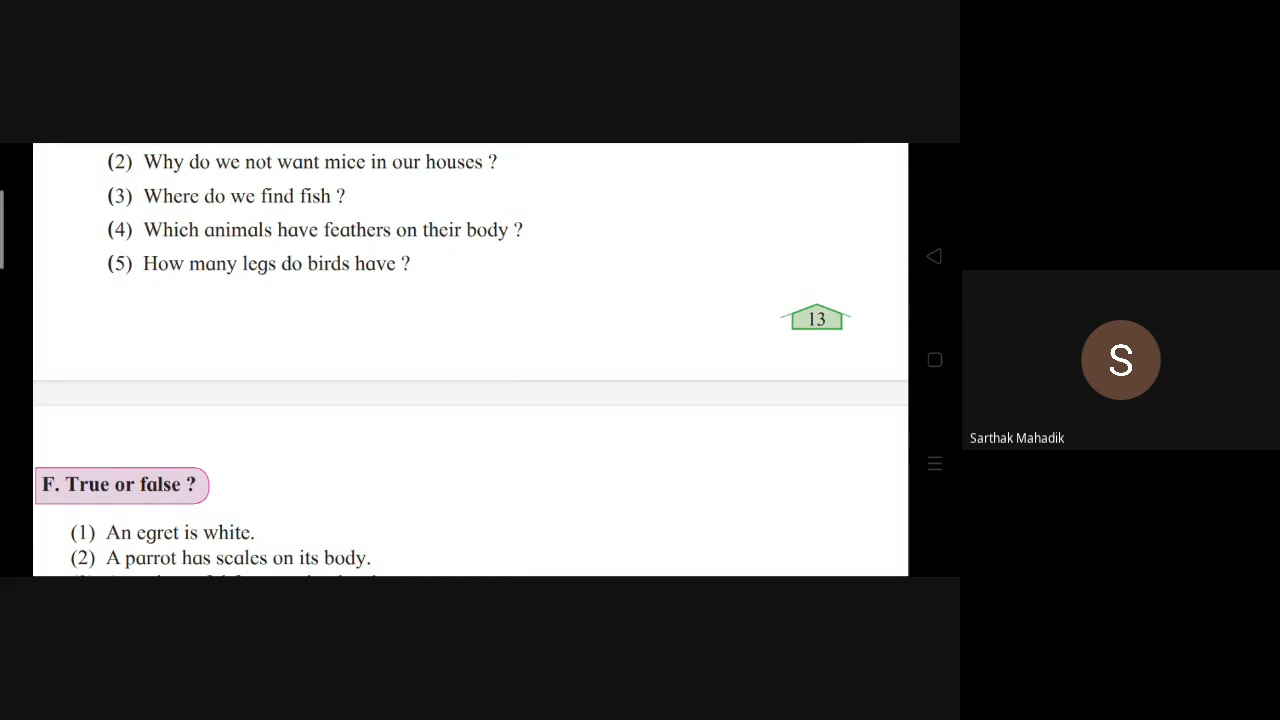 (2) Why do we not want mice in our houses ?
(3) Where do we find fish ?
(4) Which animals have feathers on their body ?
(5) How many legs do birds have ?
13
F. True or false ?
(1) An egret is white.
(2) A parrot has scales on its body.
S
Sarthak Mahadik